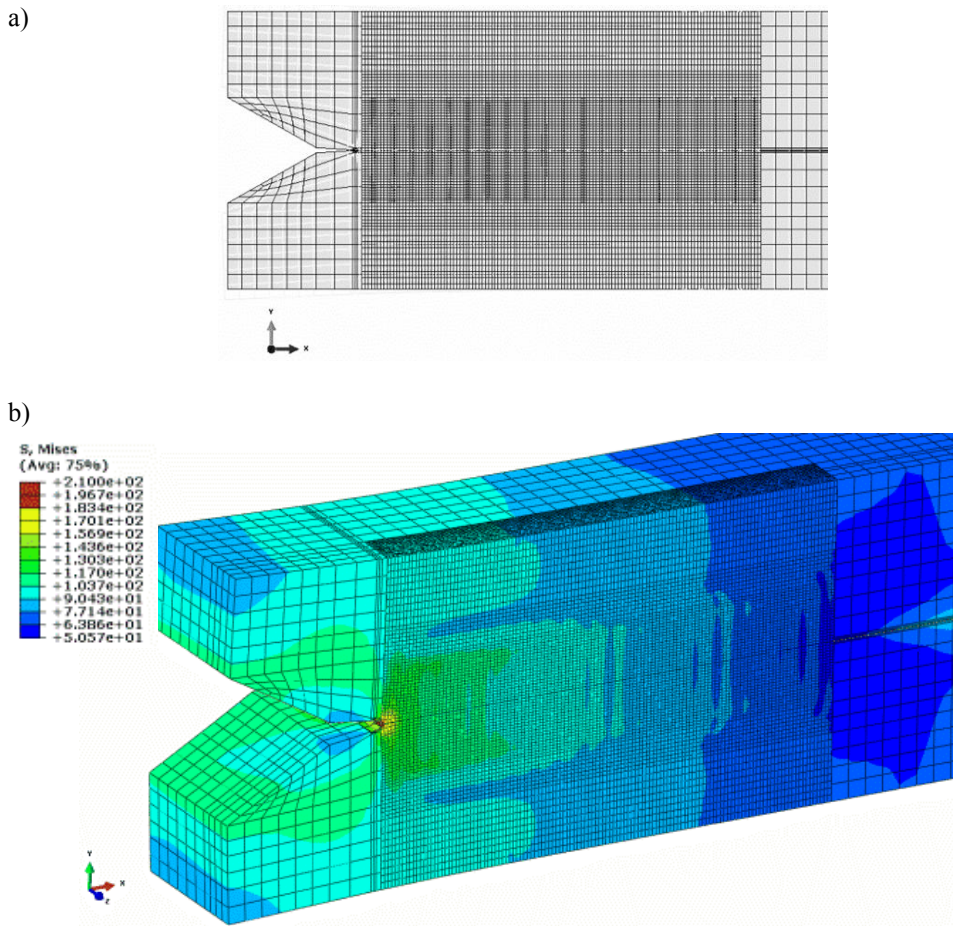 a)
Y
X
b)
S, Mises
(Avg: 75%)
+2.100e+02
+1.967e+02
+1.834e+02
+1.701e+02
+1.569e+02
+1.436e+02
+1.303e+02
+1.170e+02
+1.037e+02
+9.043e+01
+7.714e+01
+6.386e+01
+5.057e+01
Y
X
Z